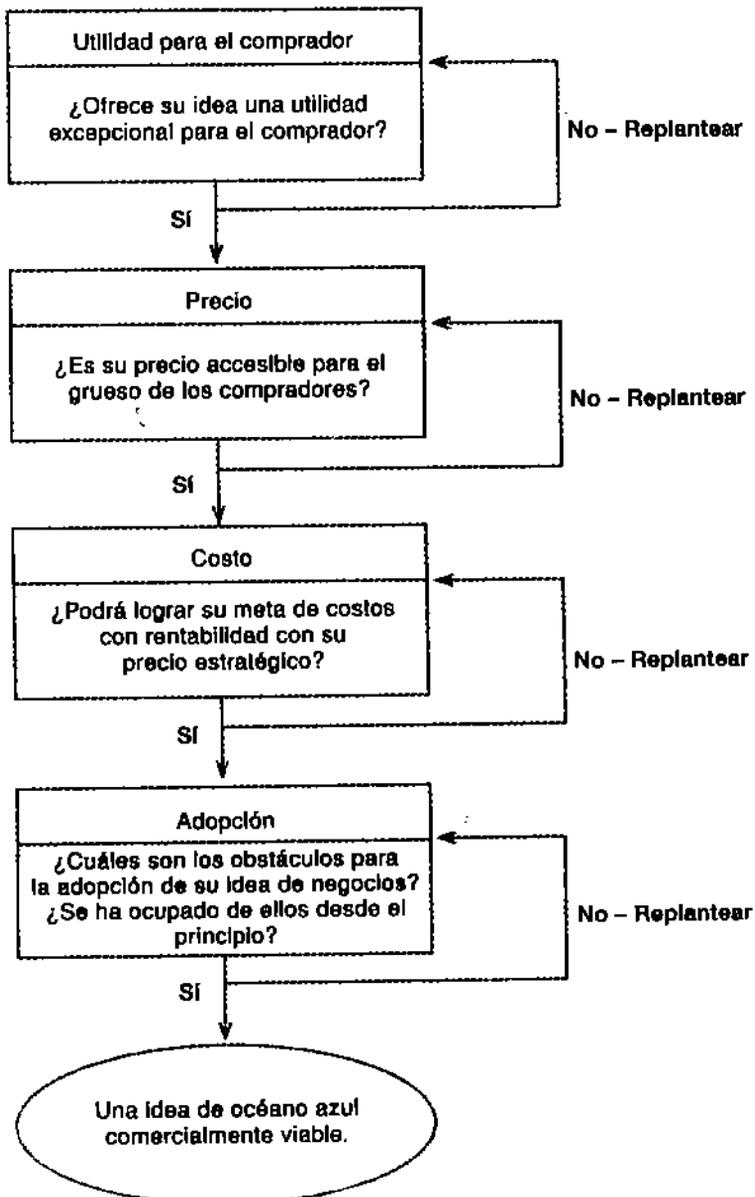 Utilidad para el comprador
¿Ofrece su idea una utilidad
excepcional para el comprador?
No – Replantear
Sí
Precio
¿Es su precio accesible para el
grueso de los compradores?
No – Replantear
Sí
Costo
¿Podrá lograr su meta de costos
con rentabilidad con su
precio estratégico?
No – Replantear
Sí
Adopción
¿Cuáles son los obstáculos para
la adopción de su idea de negocios?
¿Se ha ocupado de ellos desde el
principio?
No – Replantear
Sí
Una idea de océano azul
comercialmente viable.